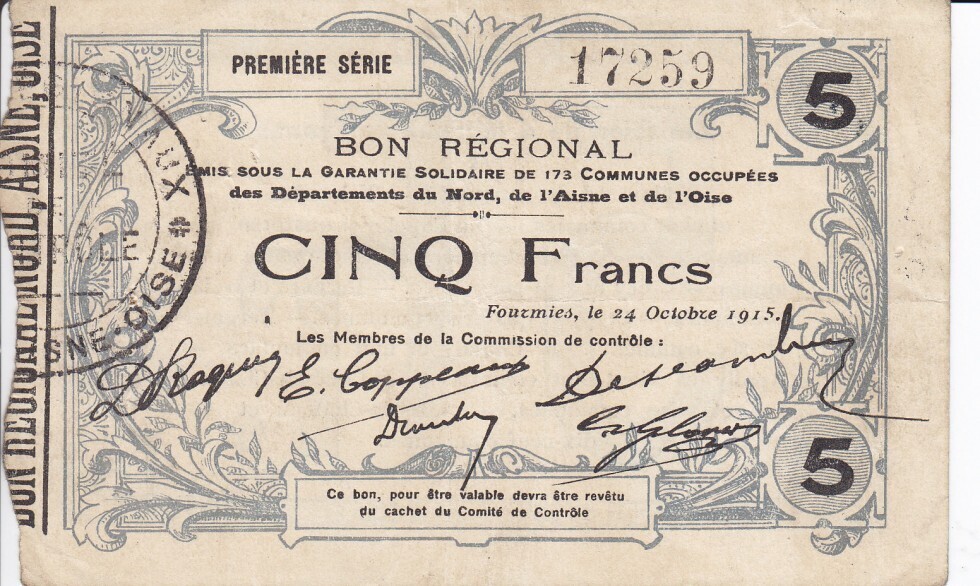 PREMIÈRE SÉRIE
17259
5
BON RÉGIONAL
ÉMIS SOUS LA GARANTIE SOLIDAIRE DE 173 COMMUNES OCCUPÉES
des Départements du Nord, de l'Aisne et de l'Oise
CINQ Francs
Fourmies, le 24 Octobre 1915.
Les Membres de la Commission de contrôle :
5
Ce bon, pour être valable devra être revêtu
du cachet du Comité de Contrôle
BON RÉGIONAL NORD, AISNE, OISE
OISE